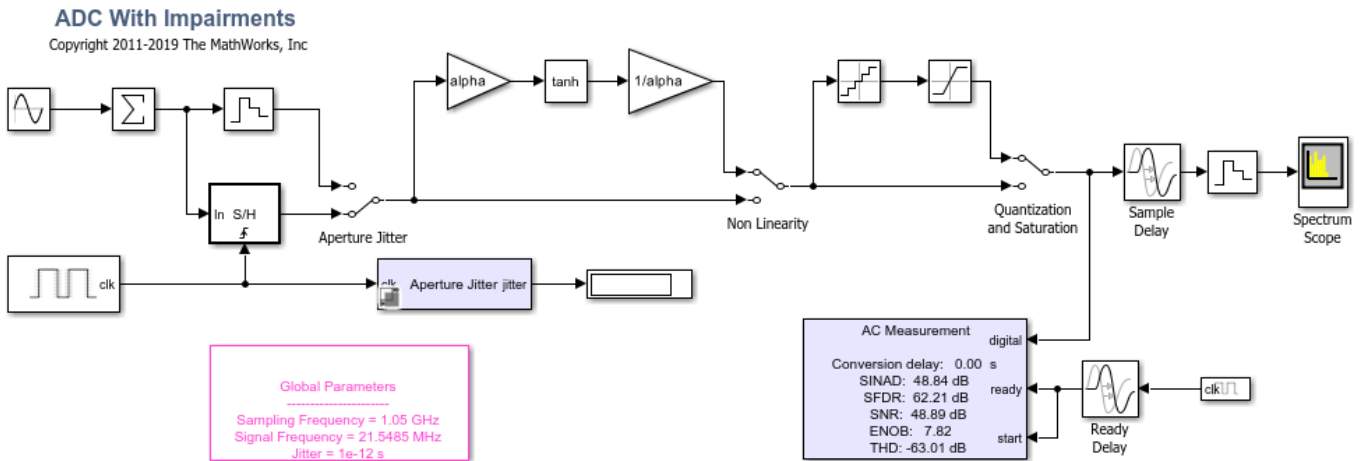 ADC With Impairments
Copyright 2011-2019 The MathWorks, Inc
alpha
tanh
1/alpha
In S/H
Aperture Jitter
Non Linearity
Quantization
and Saturation
Sample
Delay
Spectrum
Scope
clk
clk
Aperture Jitter
jitter
AC Measurement
digital
Conversion delay: 0.00 s
SINAD: 48.84 dB
ready
SFDR: 62.21 dB
SNR: 48.89 dB
ENOB: 7.82
start
THD: -63.01 dB
clk
Ready
Delay
Global Parameters
----------------------
Sampling Frequency = 1.05 GHz
Signal Frequency = 21.5485 MHz
Jitter = 1e-12 s